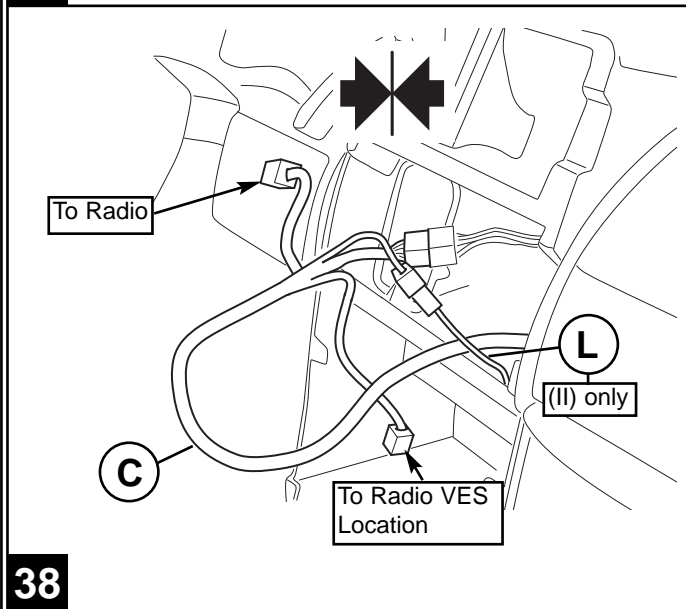 To Radio
L
(II) only
C
To Radio VES
Location
38